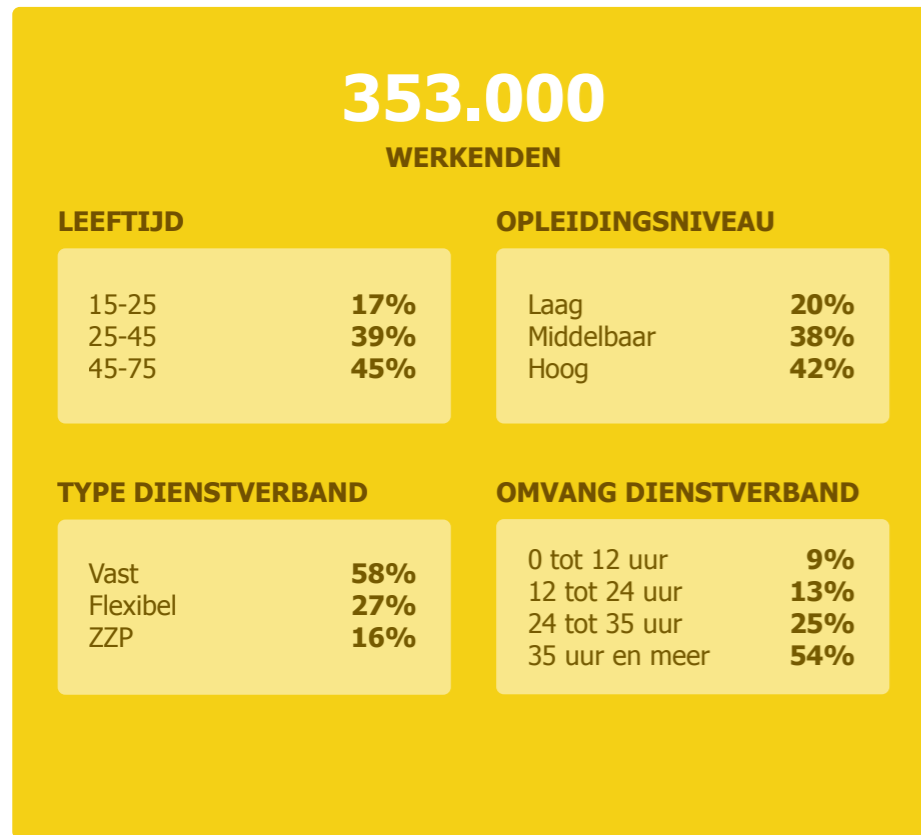 353.000
WERKENDEN
LEEFTIJD
15-25 17%
25-45 39%
45-75 45%
OPLEIDINGSNIVEAU
Laag 20%
Middelbaar 38%
Hoog 42%
TYPE DIENSTVERBAND
Vast 58%
Flexibel 27%
ZZP 16%
OMVANG DIENSTVERBAND
0 tot 12 uur 9%
12 tot 24 uur 13%
24 tot 35 uur 25%
35 uur en meer 54%